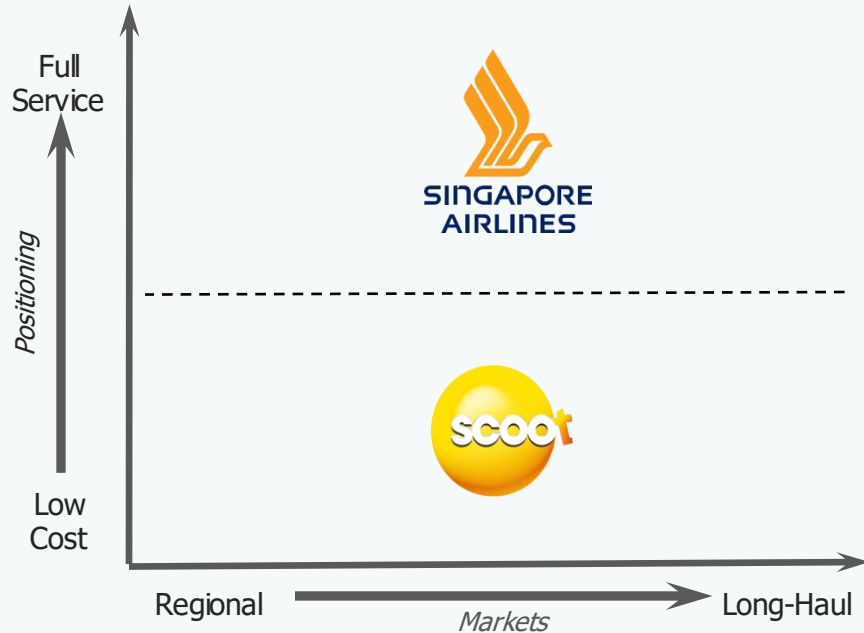 Full
Service
SINGAPORE
AIRLINES
Positioning
scoot
Low
Cost
Regional
Long-Haul
Markets